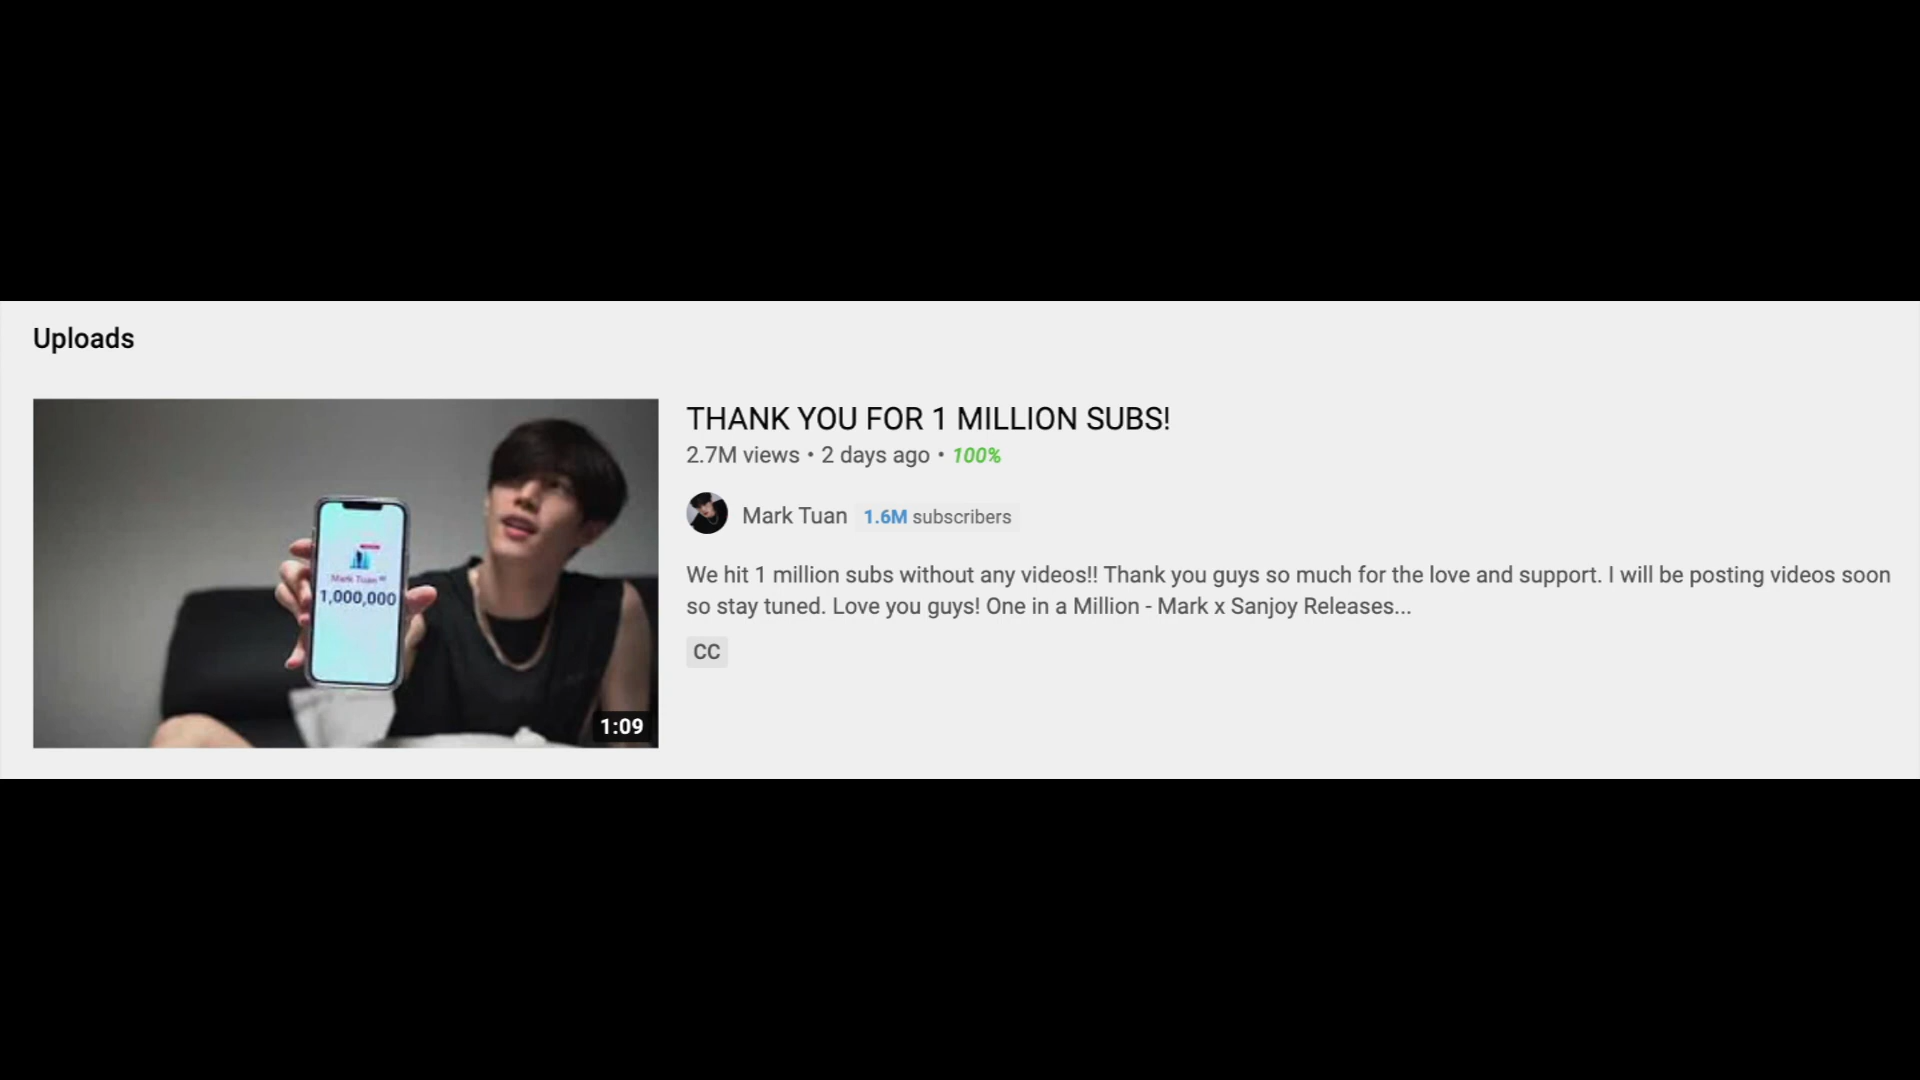 Uploads
Mark Tuan
1,000,000
1:09
THANK YOU FOR 1 MILLION SUBS!
2.7M views • 2 days ago • 100%
Mark Tuan 1.6M subscribers
We hit 1 million subs without any videos!! Thank you guys so much for the love and support. I will be posting videos soon
so stay tuned. Love you guys! One in a Million - Mark x Sanjoy Releases...
CC